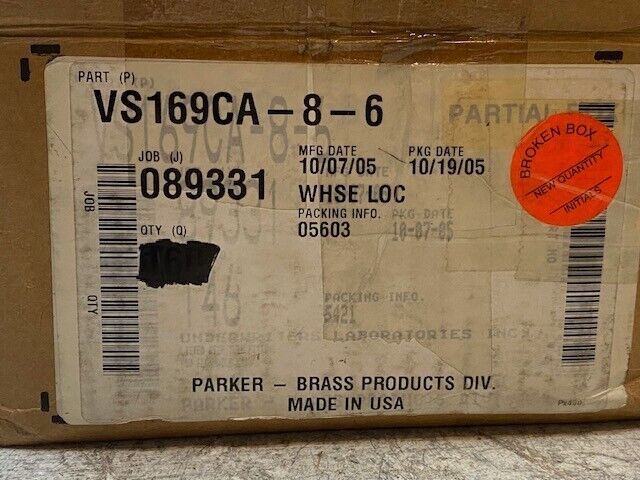 PART (P)
VS169CA-8-6
PARTIAL
JOB (J)
089331
MFG DATE
10/07/05
PKG DATE
10/19/05
WHSE LOC
PACKING INFO.
05603
PKG-DATE
10-07-05
QTY (Q)
JOB
QTY
146
PACKING INFO.
5421
UNDERWRITERS LABORATORIES INC.
PARKER - BRASS PRODUCTS DIV.
MADE IN USA
BROKEN BOX
NEW QUANTITY
INITIALS